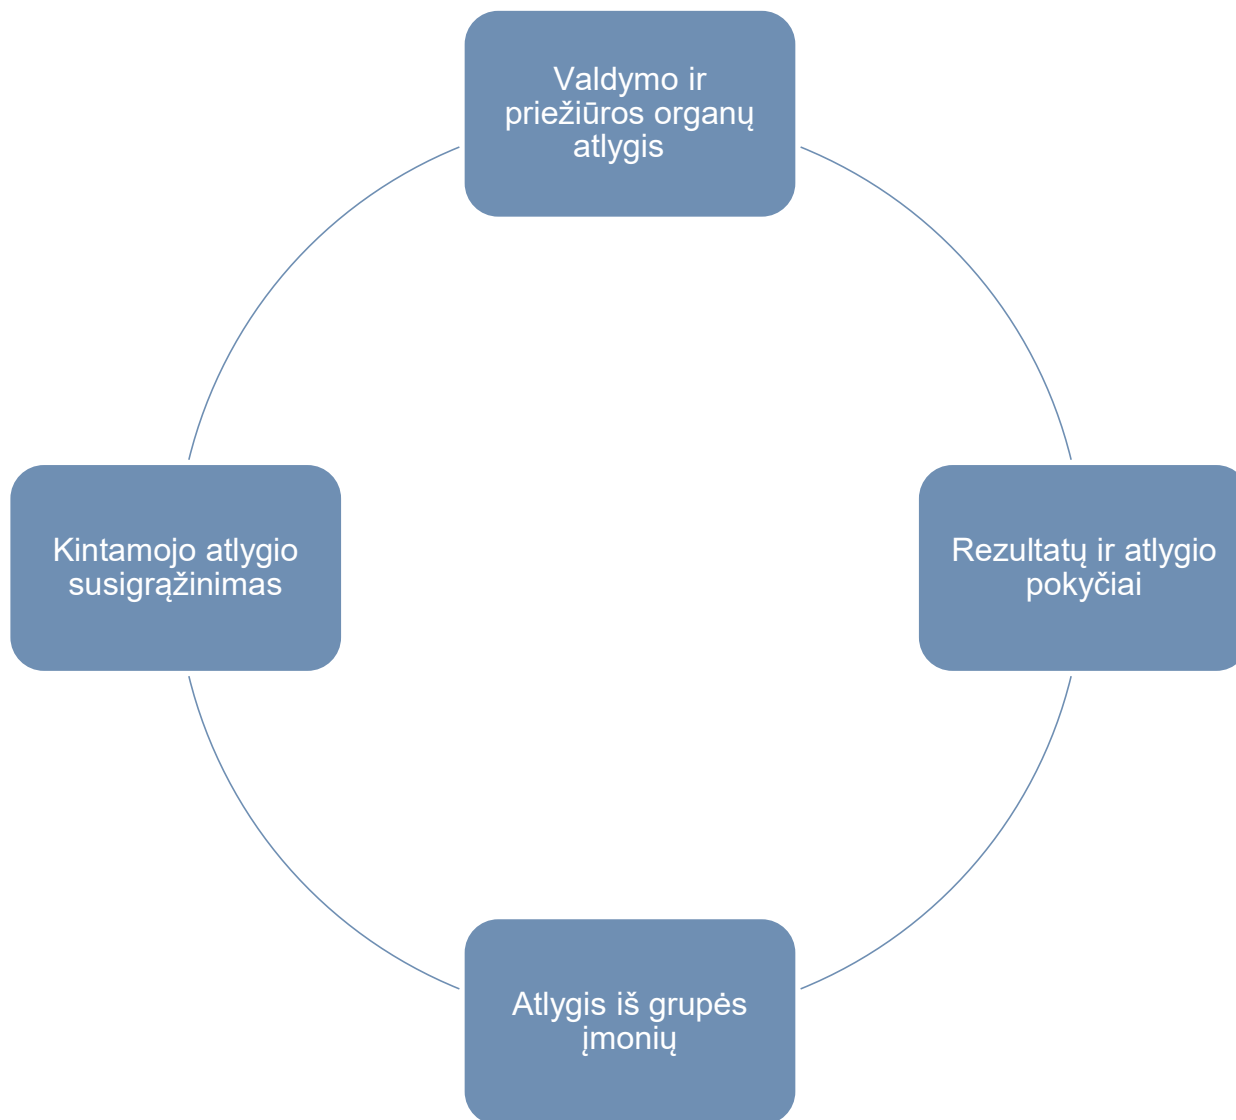 Valdymo ir
priežiūros organų
atlygis
Kintamojo atlygio
susigrąžinimas
Rezultatų ir atlygio
pokyčiai
Atlygis iš grupės
įmonių